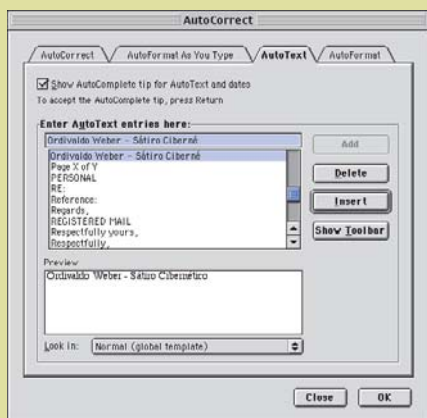 AutoCorrect
AutoCorrect AutoFormat As You Type AutoText AutoFormat
Show AutoComplete tip for AutoText and dates
To accept the AutoComplete tip, press Return
Enter AutoText entries here:
Ordivaldo Weber - Sátiro Ciberné
Add
Ordivaldo Weber - Sátiro Ciberné
Page X of Y
PERSONAL
RE:
Reference:
Regards,
REGISTERED MAIL
Respectfully yours,
Respectfully,
Delete
Insert
Show Toolbar
Preview
Ordivaldo Weber - Sátiro Cibernético
Look in: Normal (global template)
Close OK